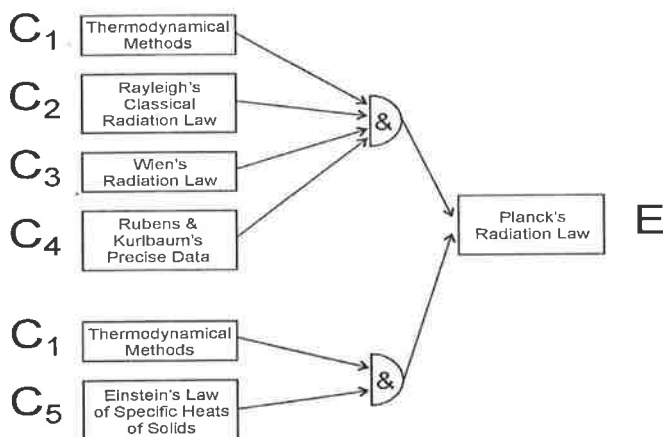 C1
Thermodynamical
Methods
C2
Rayleigh's
Classical
Radiation Law
&
C3
Wien's
Radiation Law
C4
Rubens &
Kurlbaum's
Precise Data
Planck's
Radiation Law
E
C1
Thermodynamical
Methods
&
C5
Einstein's Law
of Specific Heats
of Solids